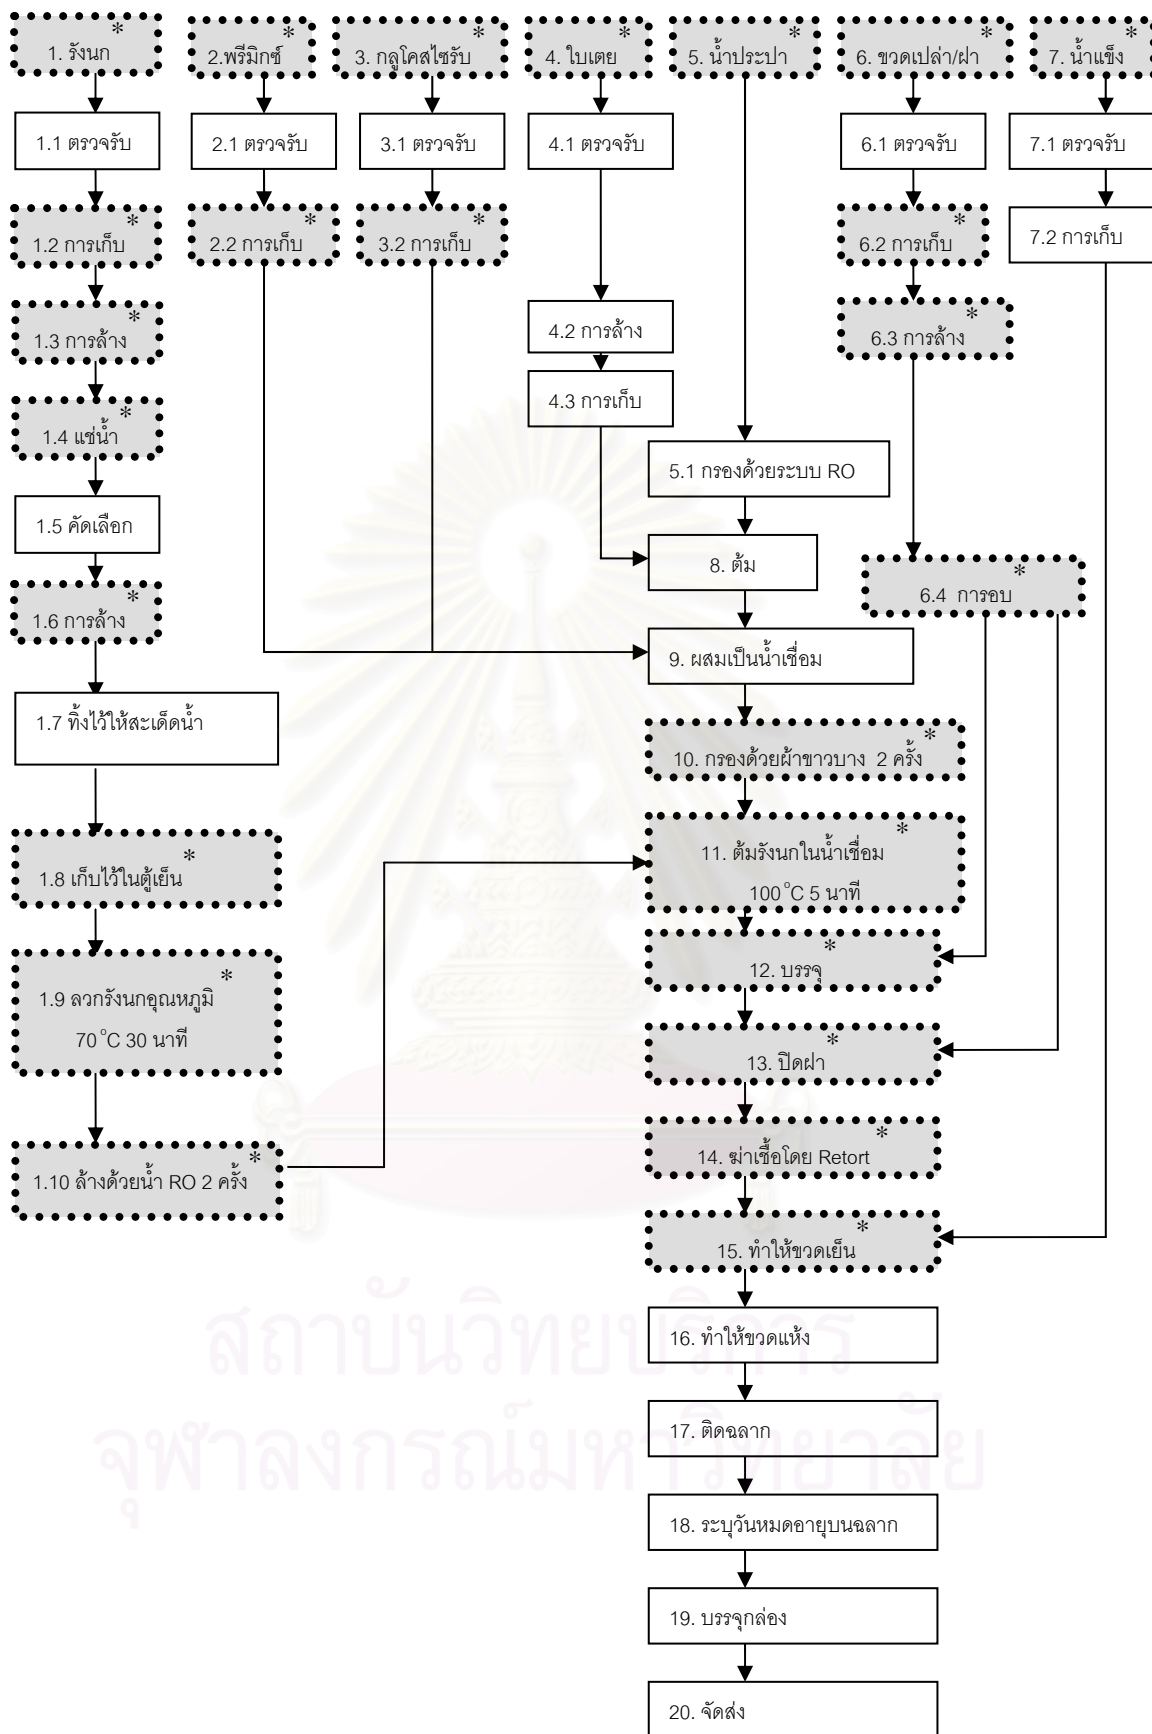 1. รังนก *
2.พรีมิกซ์ *
3. กลูโคสไซรับ *
4. ใบเตย *
5. น้ำประปา *
6. ขวดเปล่า/ฝา *
7. น้ำแข็ง *
1.1 ตรวจรับ
2.1 ตรวจรับ
3.1 ตรวจรับ
4.1 ตรวจรับ
6.1 ตรวจรับ
7.1 ตรวจรับ
1.2 การเก็บ *
2.2 การเก็บ *
3.2 การเก็บ *
6.2 การเก็บ *
7.2 การเก็บ
1.3 การล้าง *
4.2 การล้าง
6.3 การล้าง *
4.3 การเก็บ
1.4 แช่น้ำ *
5.1 กรองด้วยระบบ RO
1.5 คัดเลือก
8. ต้ม
6.4 การอบ *
1.6 การล้าง *
9. ผสมเป็นน้ำเชื่อม
1.7 ทิ้งไว้ให้สะเด็ดน้ำ
10. กรองด้วยผ้าขาวบาง 2 ครั้ง *
11. ต้มรังนกในน้ำเชื่อม *
100°C 5 นาที
1.8 เก็บไว้ในตู้เย็น *
12. บรรจุ *
1.9 ลวกรังนกอุณหภูมิ *
70°C 30 นาที
13. ปิดฝา *
14. ฆ่าเชื้อโดย Retort *
1.10 ล้างด้วยน้ำ RO 2 ครั้ง *
15. ทำให้ขวดเย็น *
16. ทำให้ขวดแห้ง
17. ติดฉลาก
18. ระบุวันหมดอายุบนฉลาก
19. บรรจุกล่อง
20. จัดส่ง
สถาบันวิทยบริการ
จุฬาลงกรณ์มหาวิทยาลัย